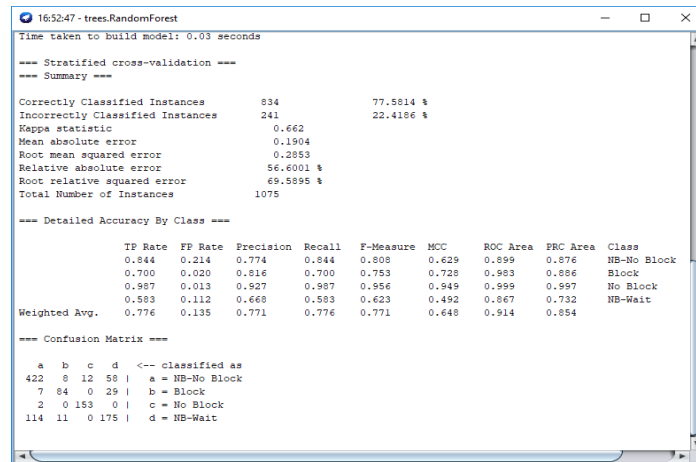 16:52:47 - trees.RandomForest
Time taken to build model: 0.03 seconds
=== Stratified cross-validation ===
=== Summary ===
Correctly Classified Instances 834 77.5814 %
Incorrectly Classified Instances 241 22.4186 %
Kappa statistic 0.662
Mean absolute error 0.1904
Root mean squared error 0.2853
Relative absolute error 56.6001 %
Root relative squared error 69.5895 %
Total Number of Instances 1075
=== Detailed Accuracy By Class ===
TP Rate FP Rate Precision Recall F-Measure MCC ROC Area PRC Area Class
0.844 0.214 0.774 0.844 0.808 0.629 0.899 0.876 NB-No Block
0.700 0.020 0.816 0.700 0.753 0.728 0.983 0.886 Block
0.987 0.013 0.927 0.987 0.956 0.949 0.999 0.997 No Block
0.583 0.112 0.668 0.583 0.623 0.492 0.867 0.732 NB-Wait
Weighted Avg. 0.776 0.135 0.771 0.776 0.771 0.648 0.914 0.854
=== Confusion Matrix ===
a b c d <-- classified as
422 8 12 58 | a = NB-No Block
7 84 0 29 | b = Block
2 0 153 0 | c = No Block
114 11 0 175 | d = NB-Wait